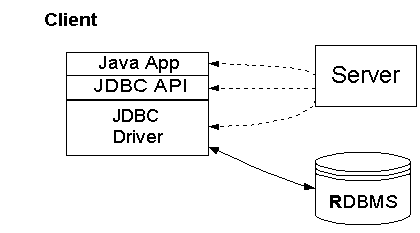 Client
Java App
JDBC API
JDBC
Driver
Server
RDBMS